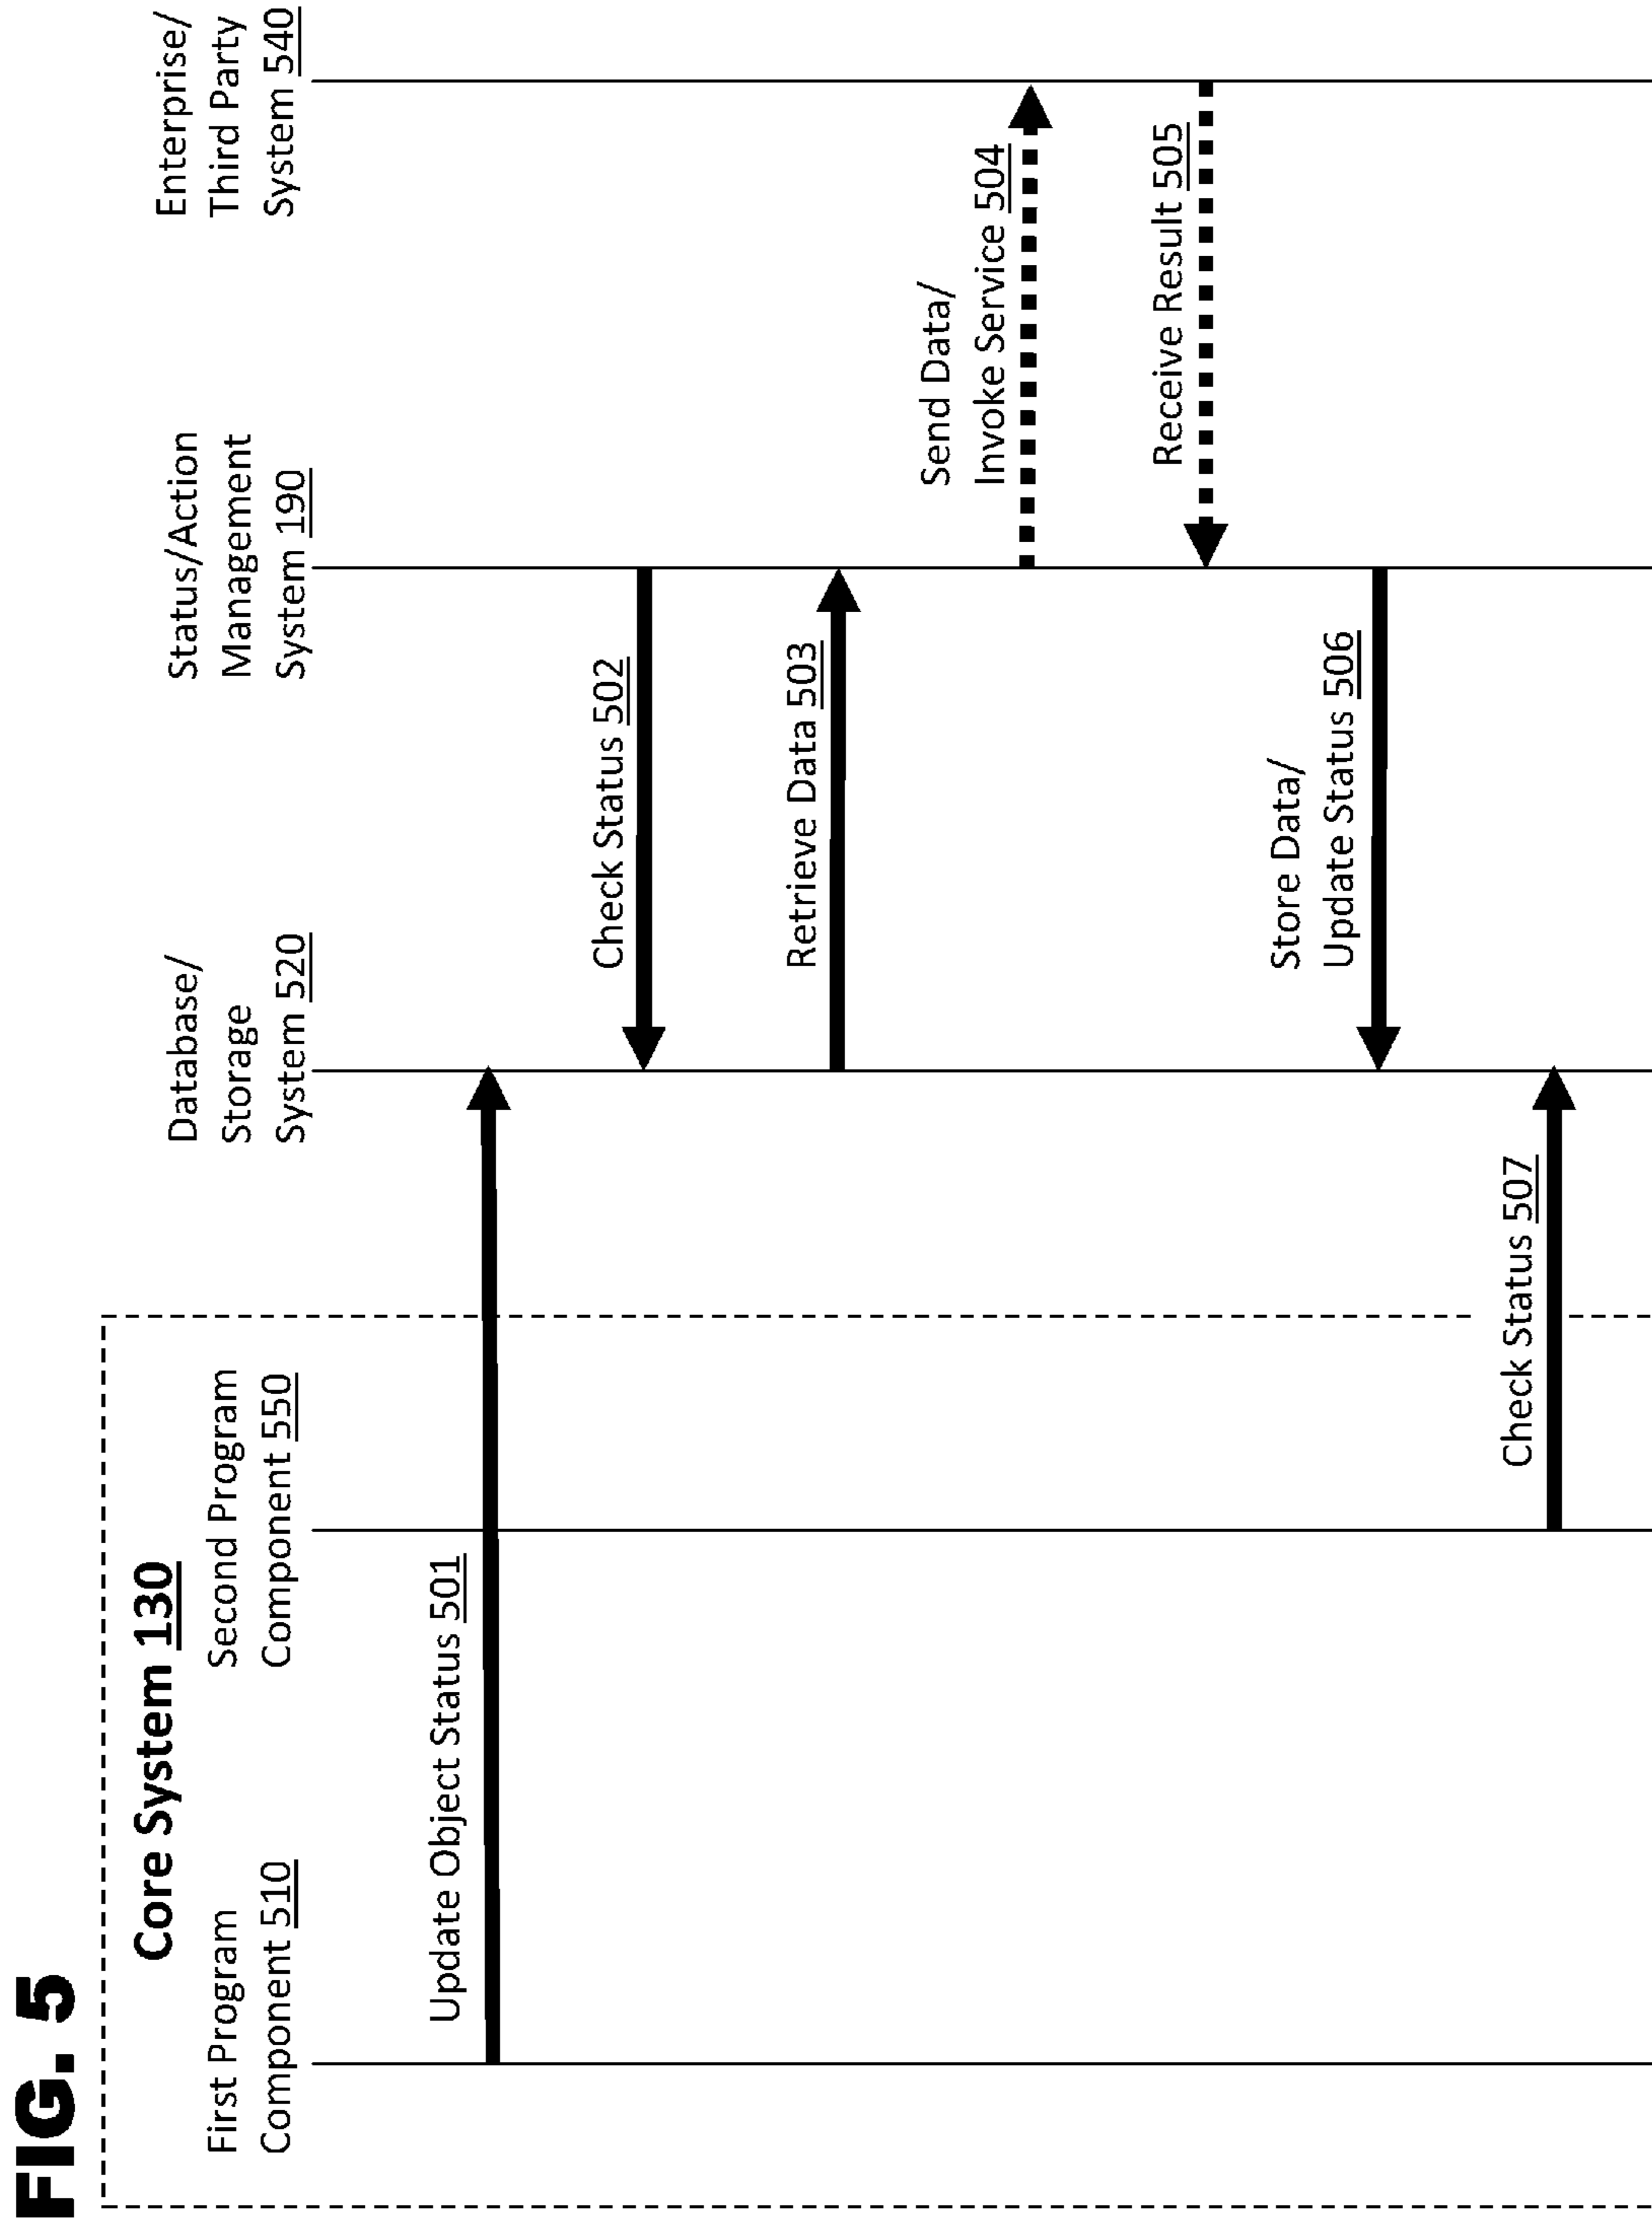 FIG. 5
Core System 130
First Program
Component 510
Second Program
Component 550
Database/
Storage
System 520
Status/Action
Management
System 190
Enterprise/
Third Party
System 540
Update Object Status 501
Check Status 502
Retrieve Data 503
Send Data/
Invoke Service 504
Receive Result 505
Store Data/
Update Status 506
Check Status 507